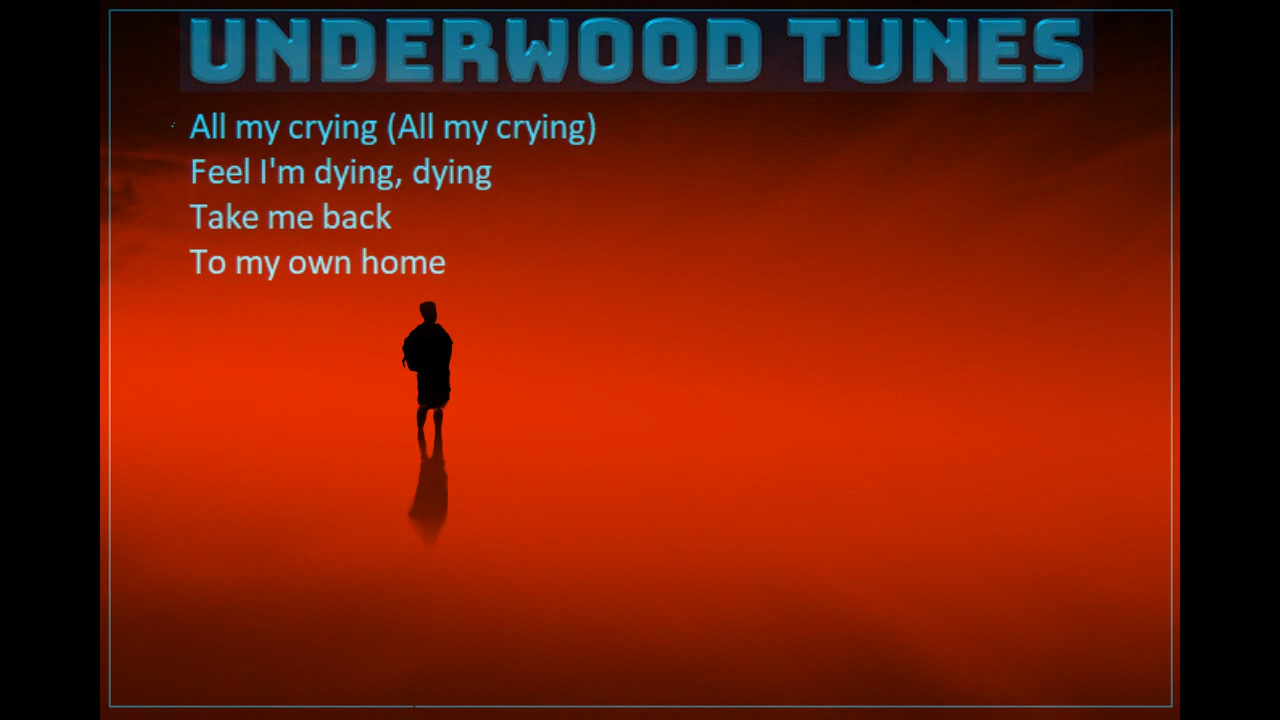 UNDERWOOD TUNES
All my crying (All my crying)
Feel I'm dying, dying
Take me back
To my own home